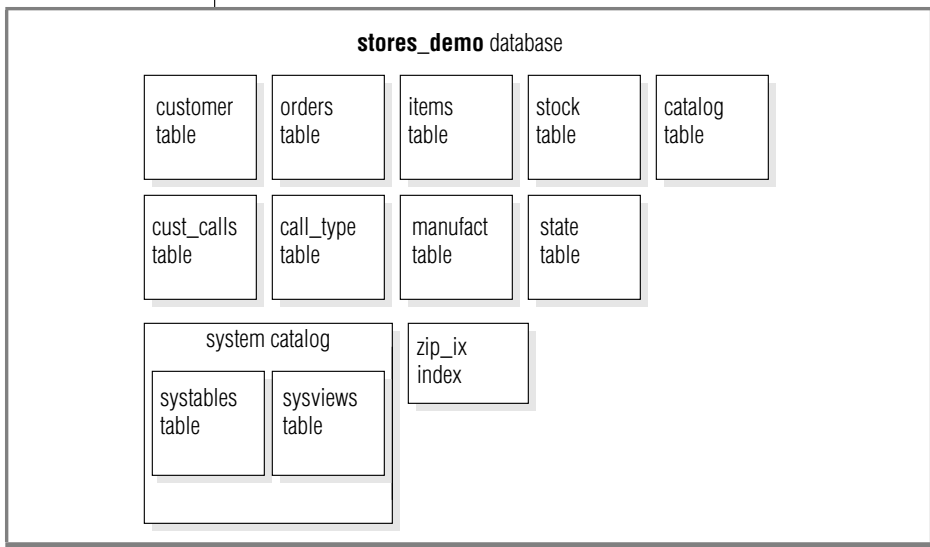 stores_demo database
customer
table
orders
table
items
table
stock
table
catalog
table
cust_calls
table
call_type
table
manufact
table
state
table
system catalog
systables
table
sysviews
table
zip_ix
index